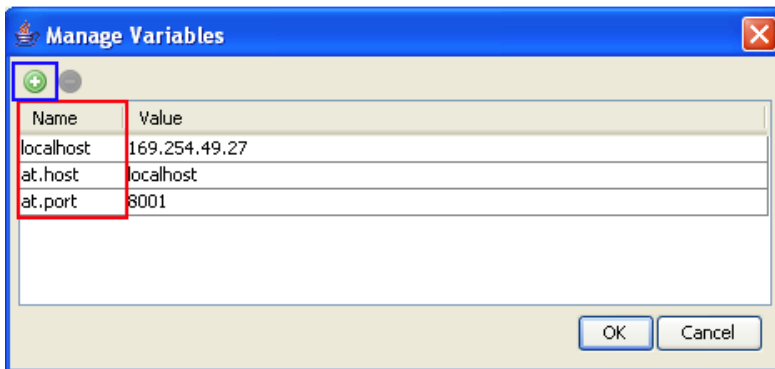 Manage Variables
Name Value
localhost 169.254.49.27
at.host localhost
at.port 8001
OK Cancel